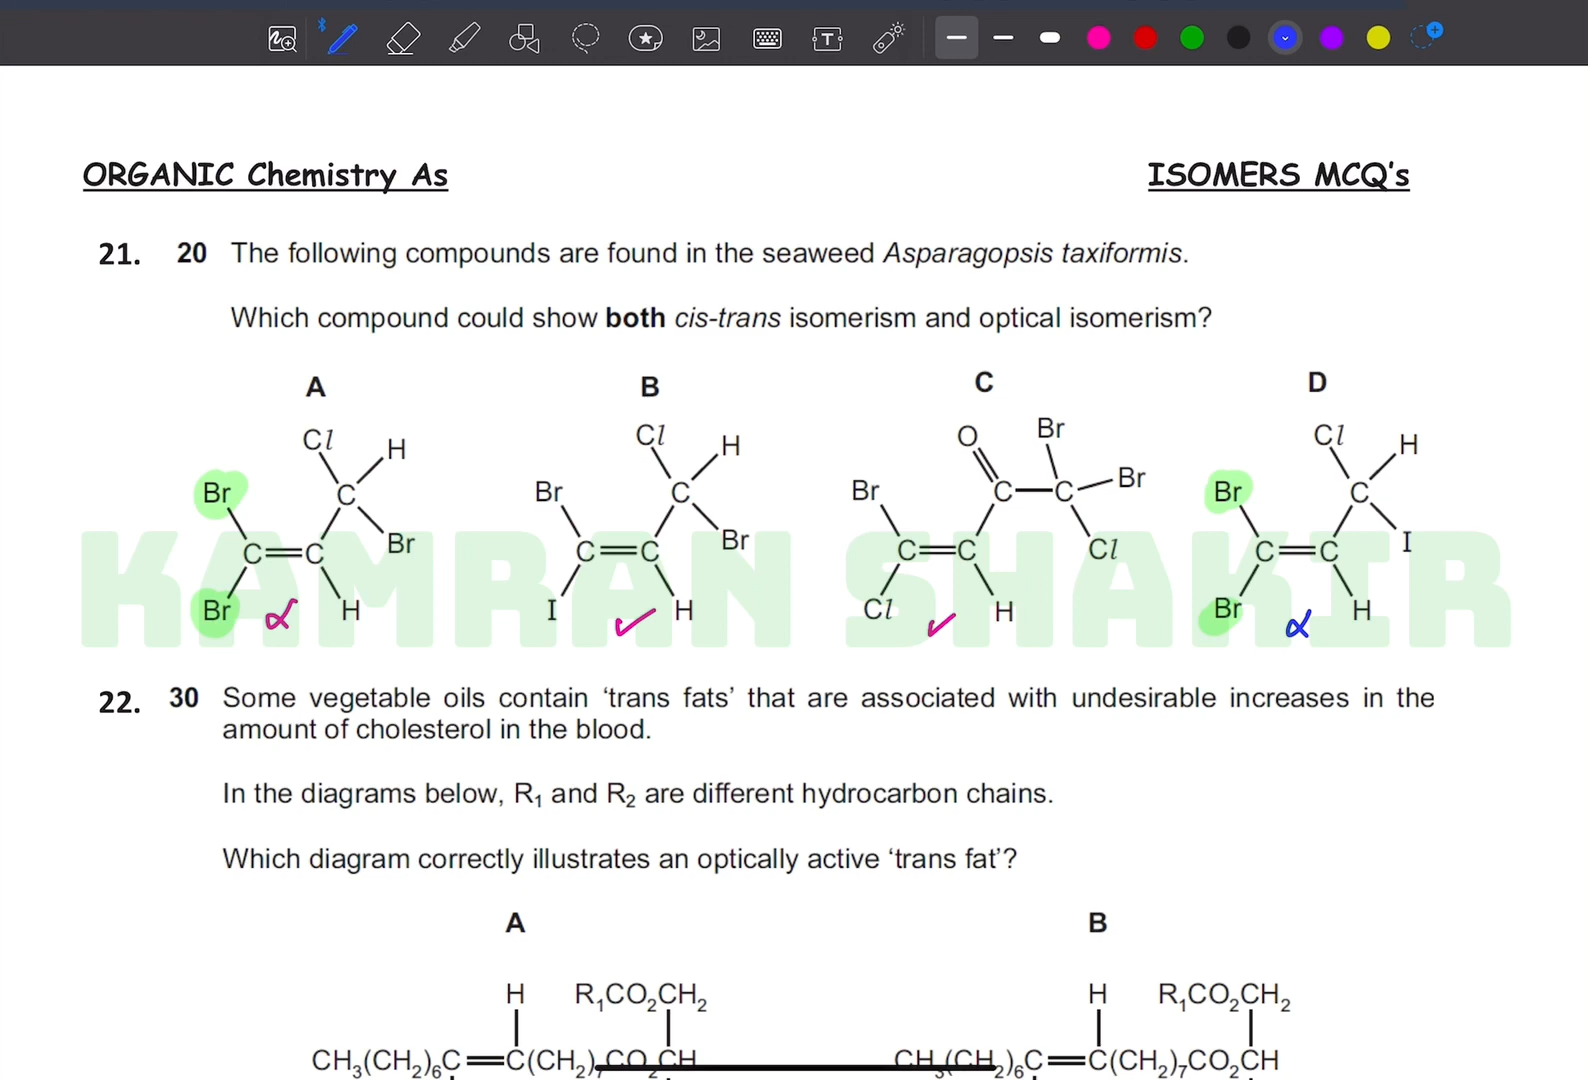 ORGANIC Chemistry As
ISOMERS MCQ's
21. 20 The following compounds are found in the seaweed Asparagopsis taxiformis.
Which compound could show both cis-trans isomerism and optical isomerism?
A B C D
Cl H Br Br C Br C C H
Br Cl H I C Br C C H
Br O Br Br C C Cl C C Cl H
Br Cl H I C Br C C H
KAMRAN SHAKIR
22. 30 Some vegetable oils contain ‘trans fats’ that are associated with undesirable increases in the
amount of cholesterol in the blood.
In the diagrams below, R₁ and R₂ are different hydrocarbon chains.
Which diagram correctly illustrates an optically active ‘trans fat’?
A B
H R₁CO₂CH₂ H R₁CO₂CH₂
CH₃(CH₂)₆C=C(CH₂)₇CO₂CH CH₃(CH₂)₆C=C(CH₂)₇CO₂CH